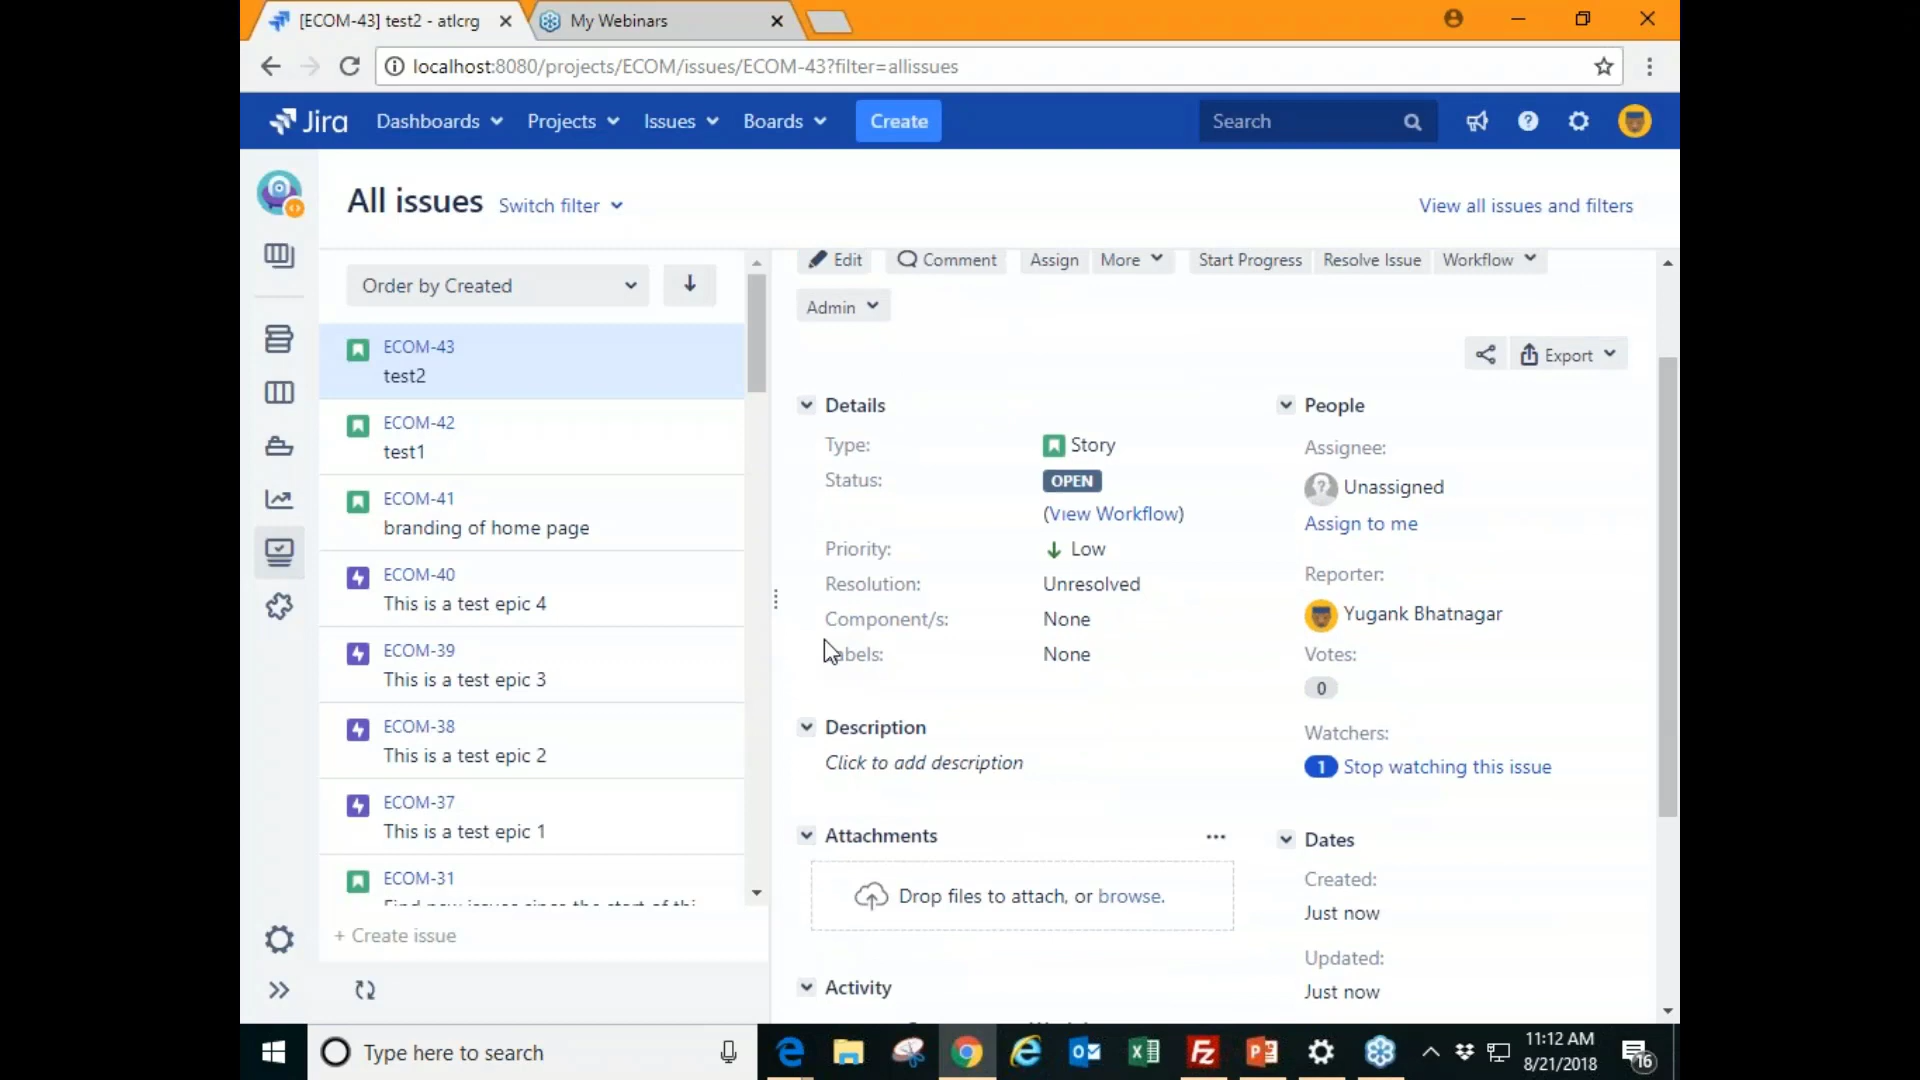 [ECOM-43] test2 - atlcrg
My Webinars
localhost:8080/projects/ECOM/issues/ECOM-43?filter=allissues
Jira
Dashboards
Projects
Issues
Boards
Create
Search
All issues
Switch filter
View all issues and filters
Order by Created
ECOM-43
test2
ECOM-42
test1
ECOM-41
branding of home page
ECOM-40
This is a test epic 4
ECOM-39
This is a test epic 3
ECOM-38
This is a test epic 2
ECOM-37
This is a test epic 1
ECOM-31
+ Create issue
Edit
Comment
Assign
More
Start Progress
Resolve Issue
Workflow
Admin
Export
Details
Type:
Story
Status:
OPEN
(View Workflow)
Priority:
Low
Resolution:
Unresolved
Component/s:
None
abels:
None
Description
Click to add description
Attachments
Drop files to attach, or browse.
Activity
People
Assignee:
Unassigned
Assign to me
Reporter:
Yugank Bhatnagar
Votes:
0
Watchers:
1 Stop watching this issue
Dates
Created:
Just now
Updated:
Just now
Type here to search
11:12 AM
8/21/2018
16